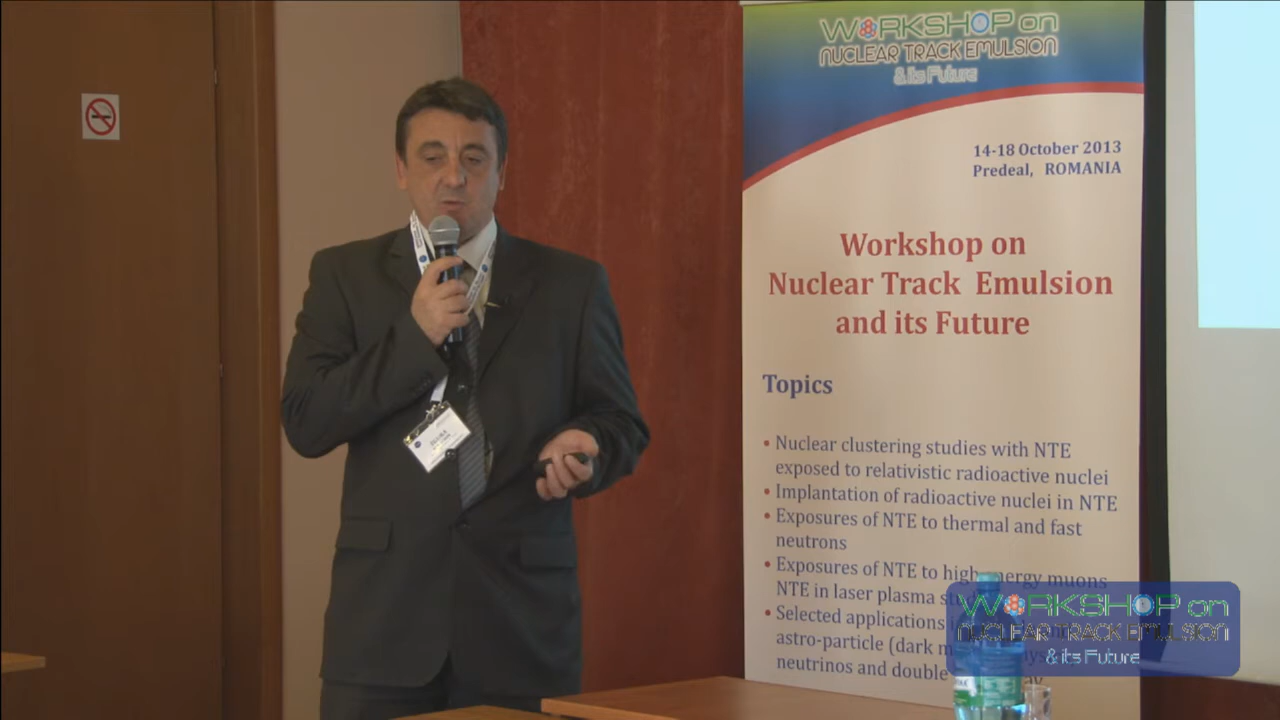 WORKSHOP on
NUCLEAR TRACK EMULSION
& its Future
14-18 October 2013
Predeal, ROMANIA
Workshop on
Nuclear Track Emulsion
and its Future
Topics
• Nuclear clustering studies with NTE
exposed to relativistic radioactive nuclei
• Implantation of radioactive nuclei in NTE
• Exposures of NTE to thermal and fast
neutrons
• Exposures of NTE to high energy muons
NTE in laser plasma
• Selected applications
astro-particle (dark
neutrinos and double
WORKSHOP on
NUCLEAR TRACK EMULSION
& its Future